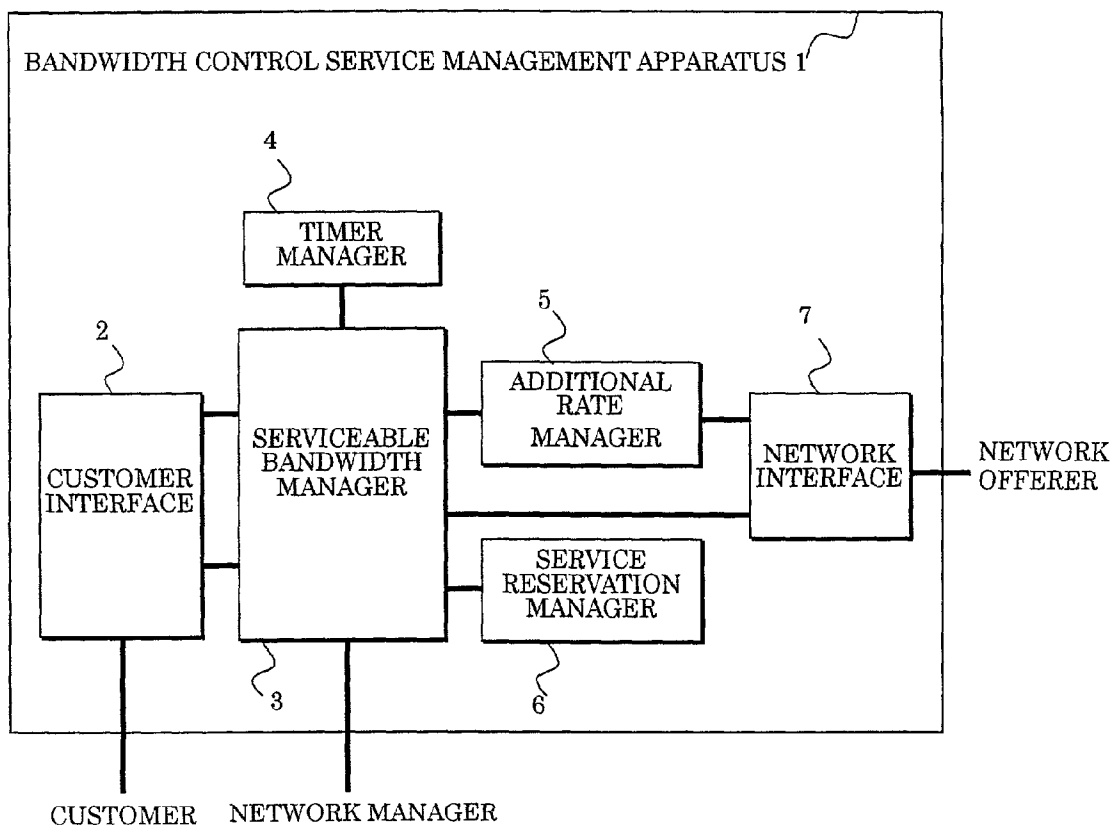 BANDWIDTH CONTROL SERVICE MANAGEMENT APPARATUS 1
4
TIMER
MANAGER
2
CUSTOMER
INTERFACE
SERVICEABLE
BANDWIDTH
MANAGER
3
5
ADDITIONAL
RATE
MANAGER
7
NETWORK
INTERFACE
NETWORK
OFFERER
SERVICE
RESERVATION
MANAGER
6
CUSTOMER
NETWORK MANAGER